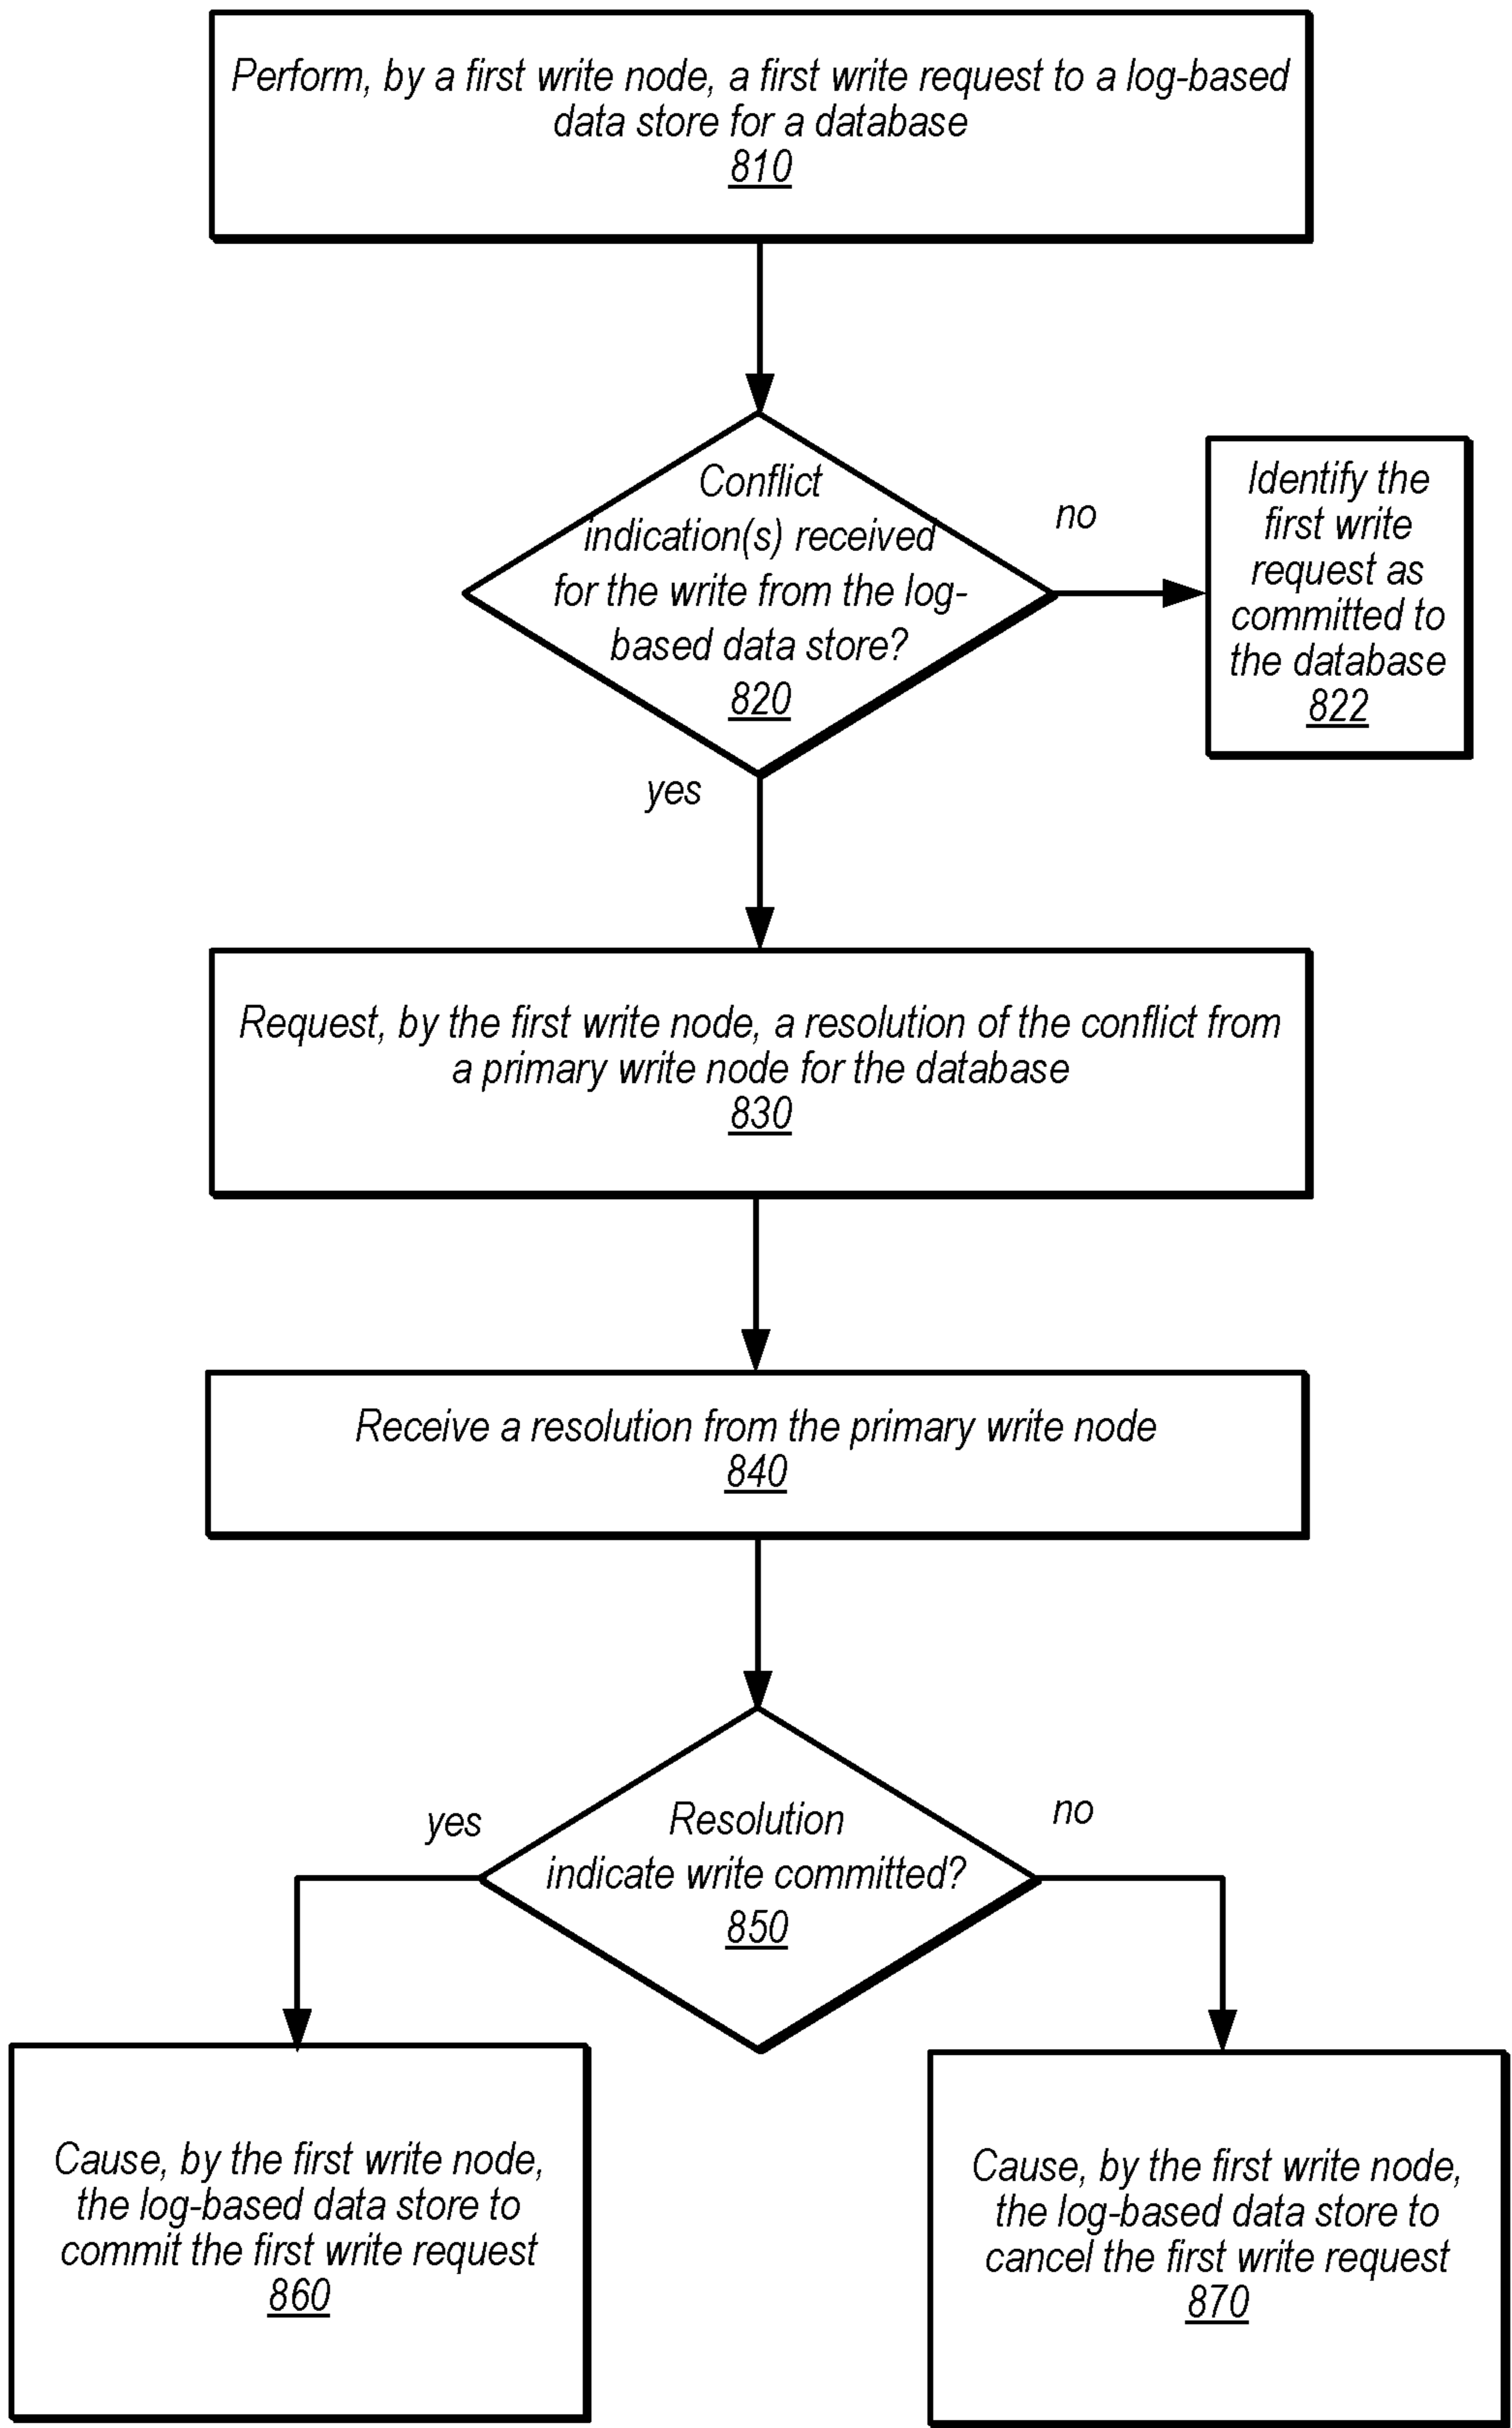 Perform, by a first write node, a first write request to a log-based
data store for a database
810
Conflict
indication(s) received
for the write from the log-
based data store?
820
no
Identify the
first write
request as
committed to
the database
822
yes
Request, by the first write node, a resolution of the conflict from
a primary write node for the database
830
Receive a resolution from the primary write node
840
yes
Resolution
indicate write committed?
850
no
Cause, by the first write node,
the log-based data store to
commit the first write request
860
Cause, by the first write node,
the log-based data store to
cancel the first write request
870